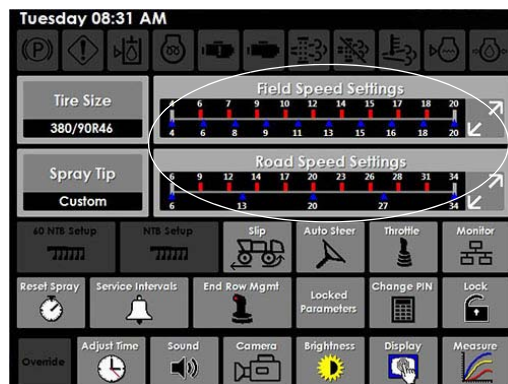 Tuesday 08:31 AM
(P)
Tire Size
380/90R46
Field Speed Settings
4 6 7 9 10 12 14 15 17 18 20
4 6 8 9 11 13 15 16 18 20
Spray Tip
Custom
Road Speed Settings
6 9 12 14 17 20 23 26 28 31 34
6 13 20 27 34
60 NTB Setup
NTB Setup
Slip
Auto Steer
Throttle
Monitor
Reset Spray
Service Intervals
End Row Mgmt
Locked
Parameters
Change PIN
Lock
Override
Adjust Time
Sound
Camera
Brightness
Display
Measure